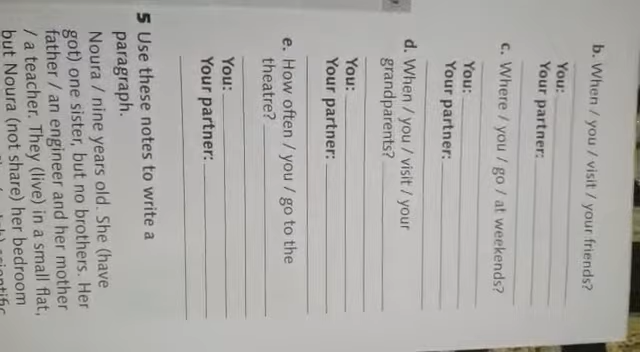 b. When / you / visit / your friends?
You:
Your partner:
c. Where / you / go / at weekends?
You:
Your partner:
d. When / you / visit / your
grandparents?
You:
Your partner:
e. How often / you / go to the
theatre?
You:
Your partner:
5 Use these notes to write a
paragraph.
Noura / nine years old. She (have
got) one sister, but no brothers. Her
father / an engineer and her mother
/ a teacher. They (live) in a small flat,
but Noura (not share) her bedroom